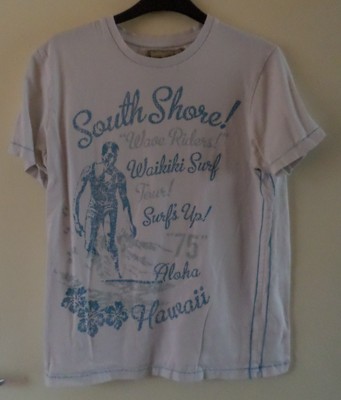 South Shore!
"Wave Riders!"
Waikiki Surf
Tour!
Surf's Up!
"75"
Aloha
Hawaii